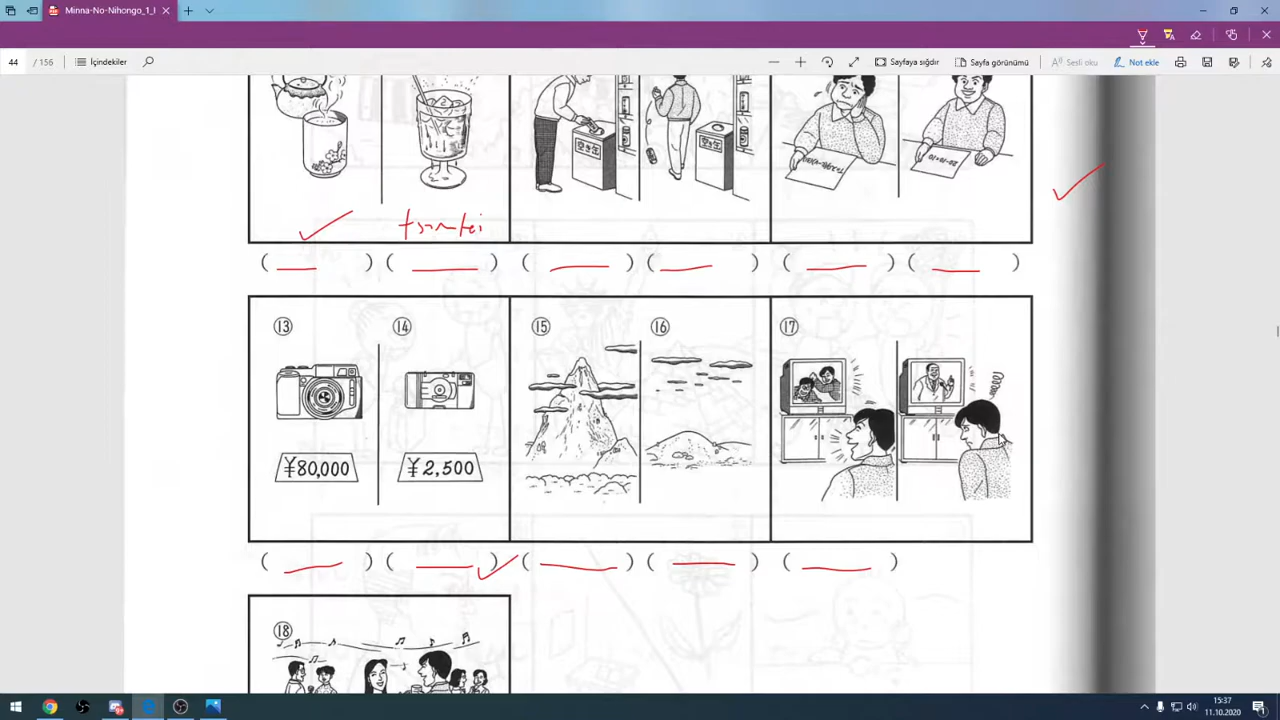 Minna-No-Nihongo_1_I
44 / 156
İçindekiler
Sayfaya sığdır
Sayfa görünümü
Sesli oku
Not ekle
⑬ ⑭ ⑮ ⑯ ⑰
¥80,000 ¥2,500
⑱
15:37
11.10.2020